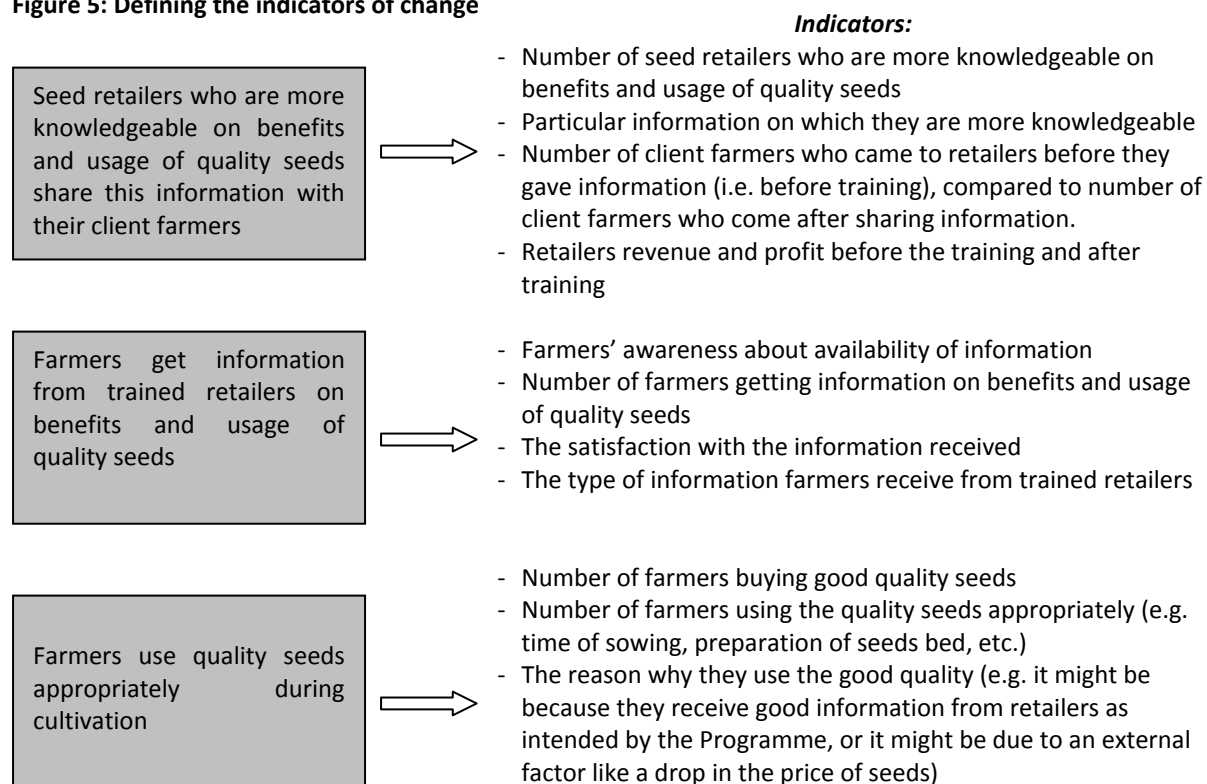 Figure 5: Defining the indicators of change
Indicators:
Seed retailers who are more
knowledgeable on benefits
and usage of quality seeds
share this information with
their client farmers
- Number of seed retailers who are more knowledgeable on
benefits and usage of quality seeds
- Particular information on which they are more knowledgeable
- Number of client farmers who came to retailers before they
gave information (i.e. before training), compared to number of
client farmers who come after sharing information.
- Retailers revenue and profit before the training and after
training
Farmers get information
from trained retailers on
benefits and usage of
quality seeds
- Farmers’ awareness about availability of information
- Number of farmers getting information on benefits and usage
of quality seeds
- The satisfaction with the information received
- The type of information farmers receive from trained retailers
Farmers use quality seeds
appropriately during
cultivation
- Number of farmers buying good quality seeds
- Number of farmers using the quality seeds appropriately (e.g.
time of sowing, preparation of seeds bed, etc.)
- The reason why they use the good quality (e.g. it might be
because they receive good information from retailers as
intended by the Programme, or it might be due to an external
factor like a drop in the price of seeds)